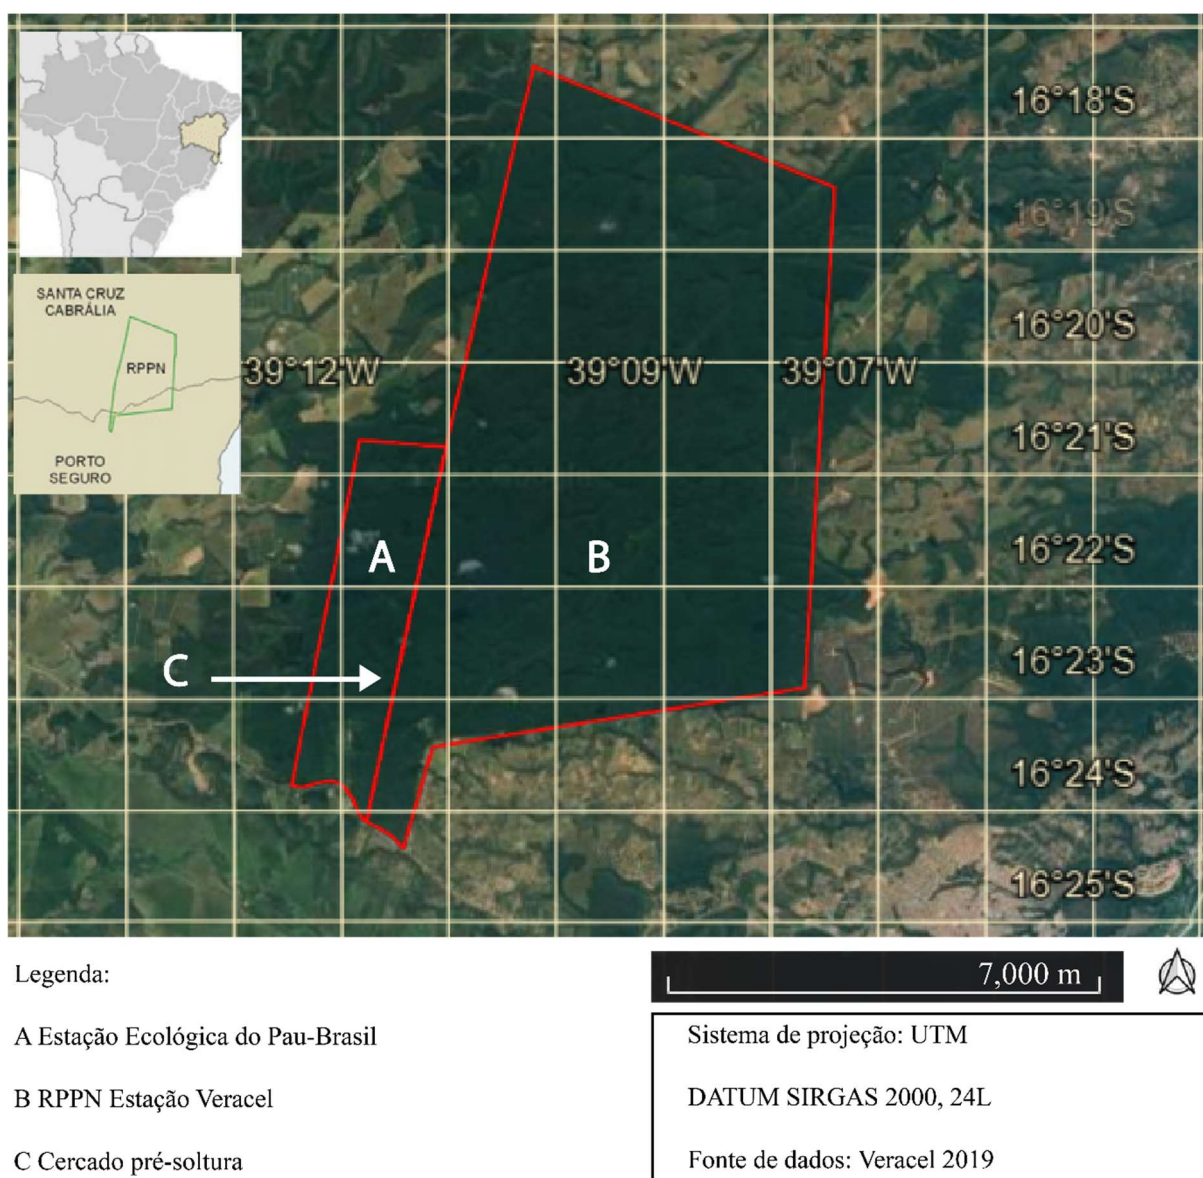 16°18'S
16°19'S
SANTA CRUZ
CABRÁLIA
RPPN
PORTO
SEGURO
16°20'S
39°12'W
39°09'W
39°07'W
16°21'S
A
B
16°22'S
C
16°23'S
16°24'S
16°25'S
Legenda:
A Estação Ecológica do Pau-Brasil
B RPPN Estação Veracel
C Cercado pré-soltura
7,000 m
Sistema de projeção: UTM
DATUM SIRGAS 2000, 24L
Fonte de dados: Veracel 2019